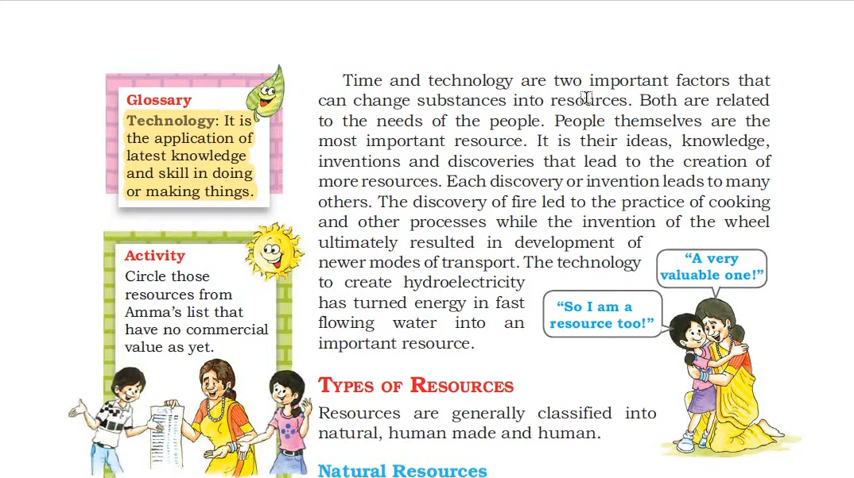 Glossary
Technology: It is
the application of
latest knowledge
and skill in doing
or making things.
Activity
Circle those
resources from
Amma's list that
have no commercial
value as yet.
Time and technology are two important factors that
can change substances into resources. Both are related
to the needs of the people. People themselves are the
most important resource. It is their ideas, knowledge,
inventions and discoveries that lead to the creation of
more resources. Each discovery or invention leads to many
others. The discovery of fire led to the practice of cooking
and other processes while the invention of the wheel
ultimately resulted in development of
newer modes of transport. The technology
to create hydroelectricity
has turned energy in fast
flowing water into an
important resource.
"So I am a
resource too!"
"A very
valuable one!"
TYPES OF RESOURCES
Resources are generally classified into
natural, human made and human.
Natural Resources